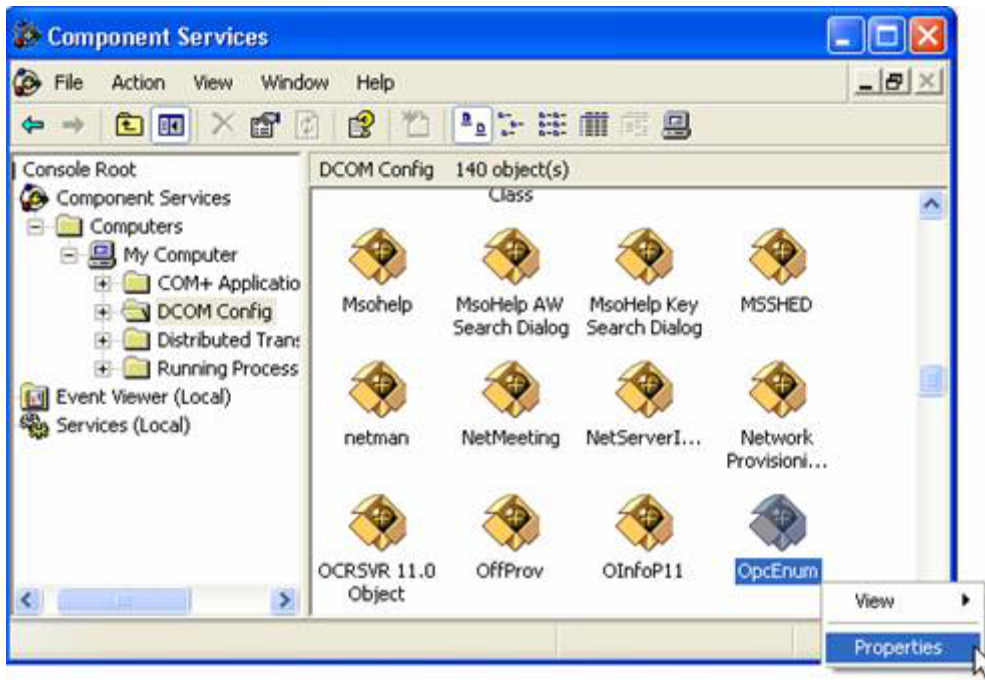 Component Services
File Action View Window Help
Console Root
Component Services
Computers
My Computer
COM+ Applicatio
DCOM Config
Distributed Trans
Running Process
Event Viewer (Local)
Services (Local)
DCOM Config 140 object(s)
Class
Msohelp
MsoHelp AW
Search Dialog
MsoHelp Key
Search Dialog
MSSHED
netman
NetMeeting
NetServerI...
Network
Provisioni...
OCRSVR 11.0
Object
OffProv
OInfoP11
OpcEnum
View
Properties